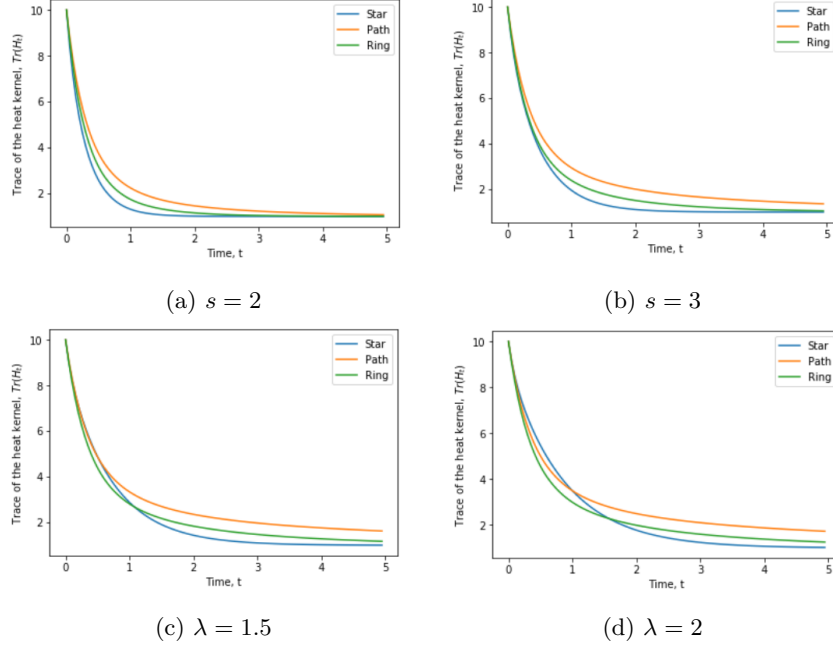 10
8
6
4
2
0
1
2
3
4
5
Trace of the heat kernel, Tr(Hₜ)
Time, t
Star
Path
Ring
(a) s = 2
10
8
6
4
2
0
1
2
3
4
5
Trace of the heat kernel, Tr(Hₜ)
Time, t
Star
Path
Ring
(b) s = 3
10
8
6
4
2
0
1
2
3
4
5
Trace of the heat kernel, Tr(Hₜ)
Time, t
Star
Path
Ring
(c) λ = 1.5
10
8
6
4
2
0
1
2
3
4
5
Trace of the heat kernel, Tr(Hₜ)
Time, t
Star
Path
Ring
(d) λ = 2